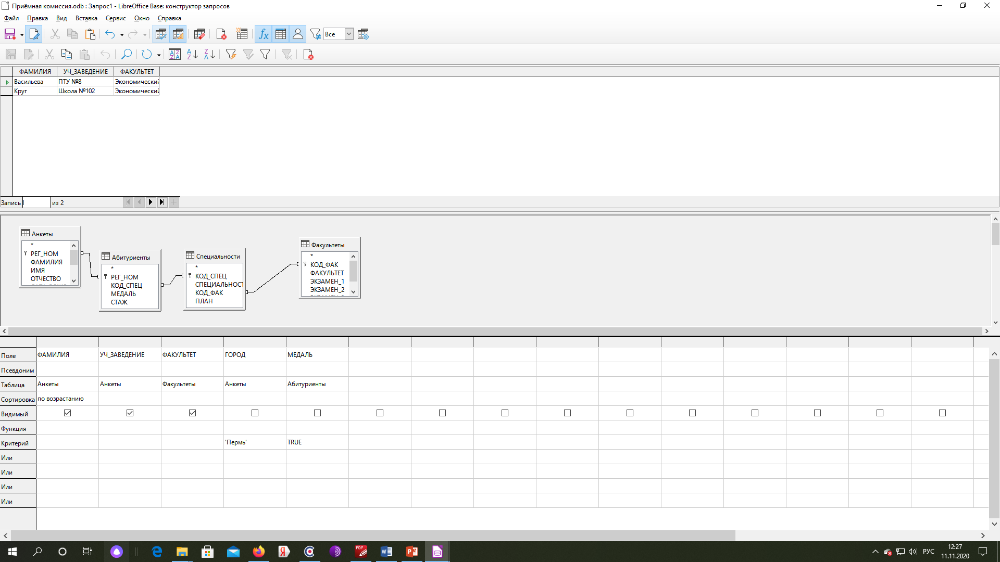 Приёмная комиссия.odb : Запрос1 - LibreOffice Base: конструктор запросов
Файл Правка Вид Вставка Сервис Окно Справка
Все
ФАМИЛИЯ УЧ_ЗАВЕДЕНИЕ ФАКУЛЬТЕТ
Васильева ПТУ №8 Экономический
Круг Школа №102 Экономический
Запись из 2
Анкеты
*
РЕГ_НОМ
ФАМИЛИЯ
ИМЯ
ОТЧЕСТВО
Абитуриенты
*
РЕГ_НОМ
КОД_СПЕЦ
МЕДАЛЬ
СТАЖ
Специальности
*
КОД_СПЕЦ
СПЕЦИАЛЬНОСТ
КОД_ФАК
ПЛАН
Факультеты
*
КОД_ФАК
ФАКУЛЬТЕТ
ЭКЗАМЕН_1
ЭКЗАМЕН_2
Поле ФАМИЛИЯ УЧ_ЗАВЕДЕНИЕ ФАКУЛЬТЕТ ГОРОД МЕДАЛЬ
Псевдоним
Таблица Анкеты Анкеты Факультеты Анкеты Абитуриенты
Сортировка по возрастанию
Видимый
Функция
Критерий 'Пермь' TRUE
Или
Или
Или
Или
РУС
12:27
11.11.2020